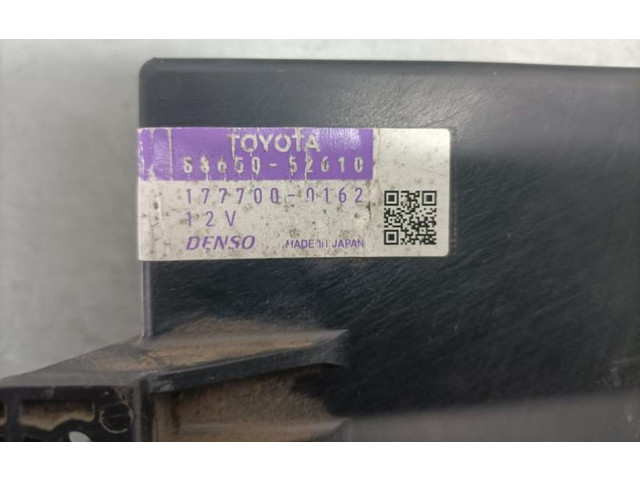 TOYOTA
88650-52010
177700-0162
12V
DENSO MADE IN JAPAN